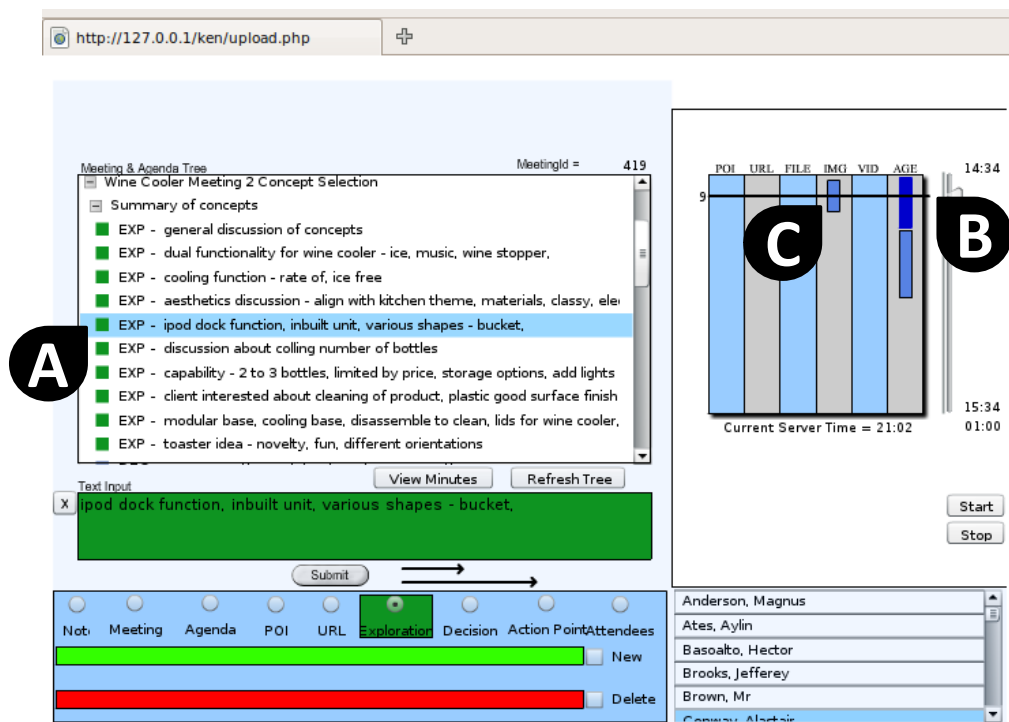 http://127.0.0.1/ken/upload.php
Meeting & Agenda Tree
MeetingId = 419
Wine Cooler Meeting 2 Concept Selection
Summary of concepts
EXP - general discussion of concepts
EXP - dual functionality for wine cooler - ice, music, wine stopper,
EXP - cooling function - rate of, ice free
EXP - aesthetics discussion - align with kitchen theme, materials, classy, ele
EXP - ipod dock function, inbuilt unit, various shapes - bucket,
EXP - discussion about colling number of bottles
EXP - capability - 2 to 3 bottles, limited by price, storage options, add lights
EXP - client interested about cleaning of product, plastic good surface finish
EXP - modular base, cooling base, disassemble to clean, lids for wine cooler,
EXP - toaster idea - novelty, fun, different orientations
A
View Minutes
Refresh Tree
Text Input
X
ipod dock function, inbuilt unit, various shapes - bucket,
Submit
Note Meeting Agenda POI URL Exploration Decision Action Point Attendees
New
Delete
POI URL FILE IMG VID AGE
14:34
9
C
B
15:34
Current Server Time = 21:02
01:00
Start
Stop
Anderson, Magnus
Ates, Aylin
Basoalto, Hector
Brooks, Jefferey
Brown, Mr
Conway, Alastair